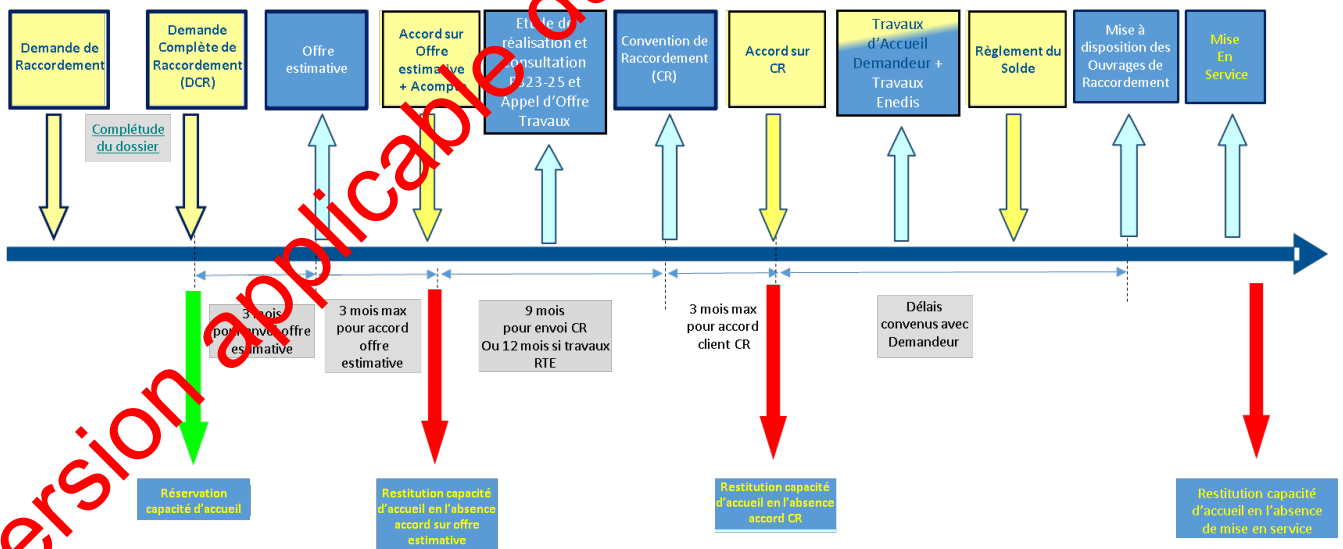 Demande de
Raccordement
Demande
Complète de
Raccordement
(DCR)
Offre
estimative
Accord sur
Offre
estimative
+ Acompte
Etude de
réalisation et
consultation
R323-25 et
Appel d'Offre
Travaux
Convention de
Raccordement
(CR)
Accord sur
CR
Travaux
d'Accueil
Demandeur +
Travaux
Enedis
Règlement du
Solde
Mise à
disposition des
Ouvrages de
Raccordement
Mise
En
Service
Complétude
du dossier
3 mois
pour envoi offre
estimative
3 mois max
pour accord
offre
estimative
9 mois
pour envoi CR
Ou 12 mois si travaux
RTE
3 mois max
pour accord
client CR
Délais
convenus avec
Demandeur
Réservation
capacité d'accueil
Restitution capacité
d'accueil en l'absence
accord sur offre
estimative
Restitution capacité
d'accueil en l'absence
accord CR
Restitution capacité
d'accueil en l'absence
de mise en service
ersion applicable